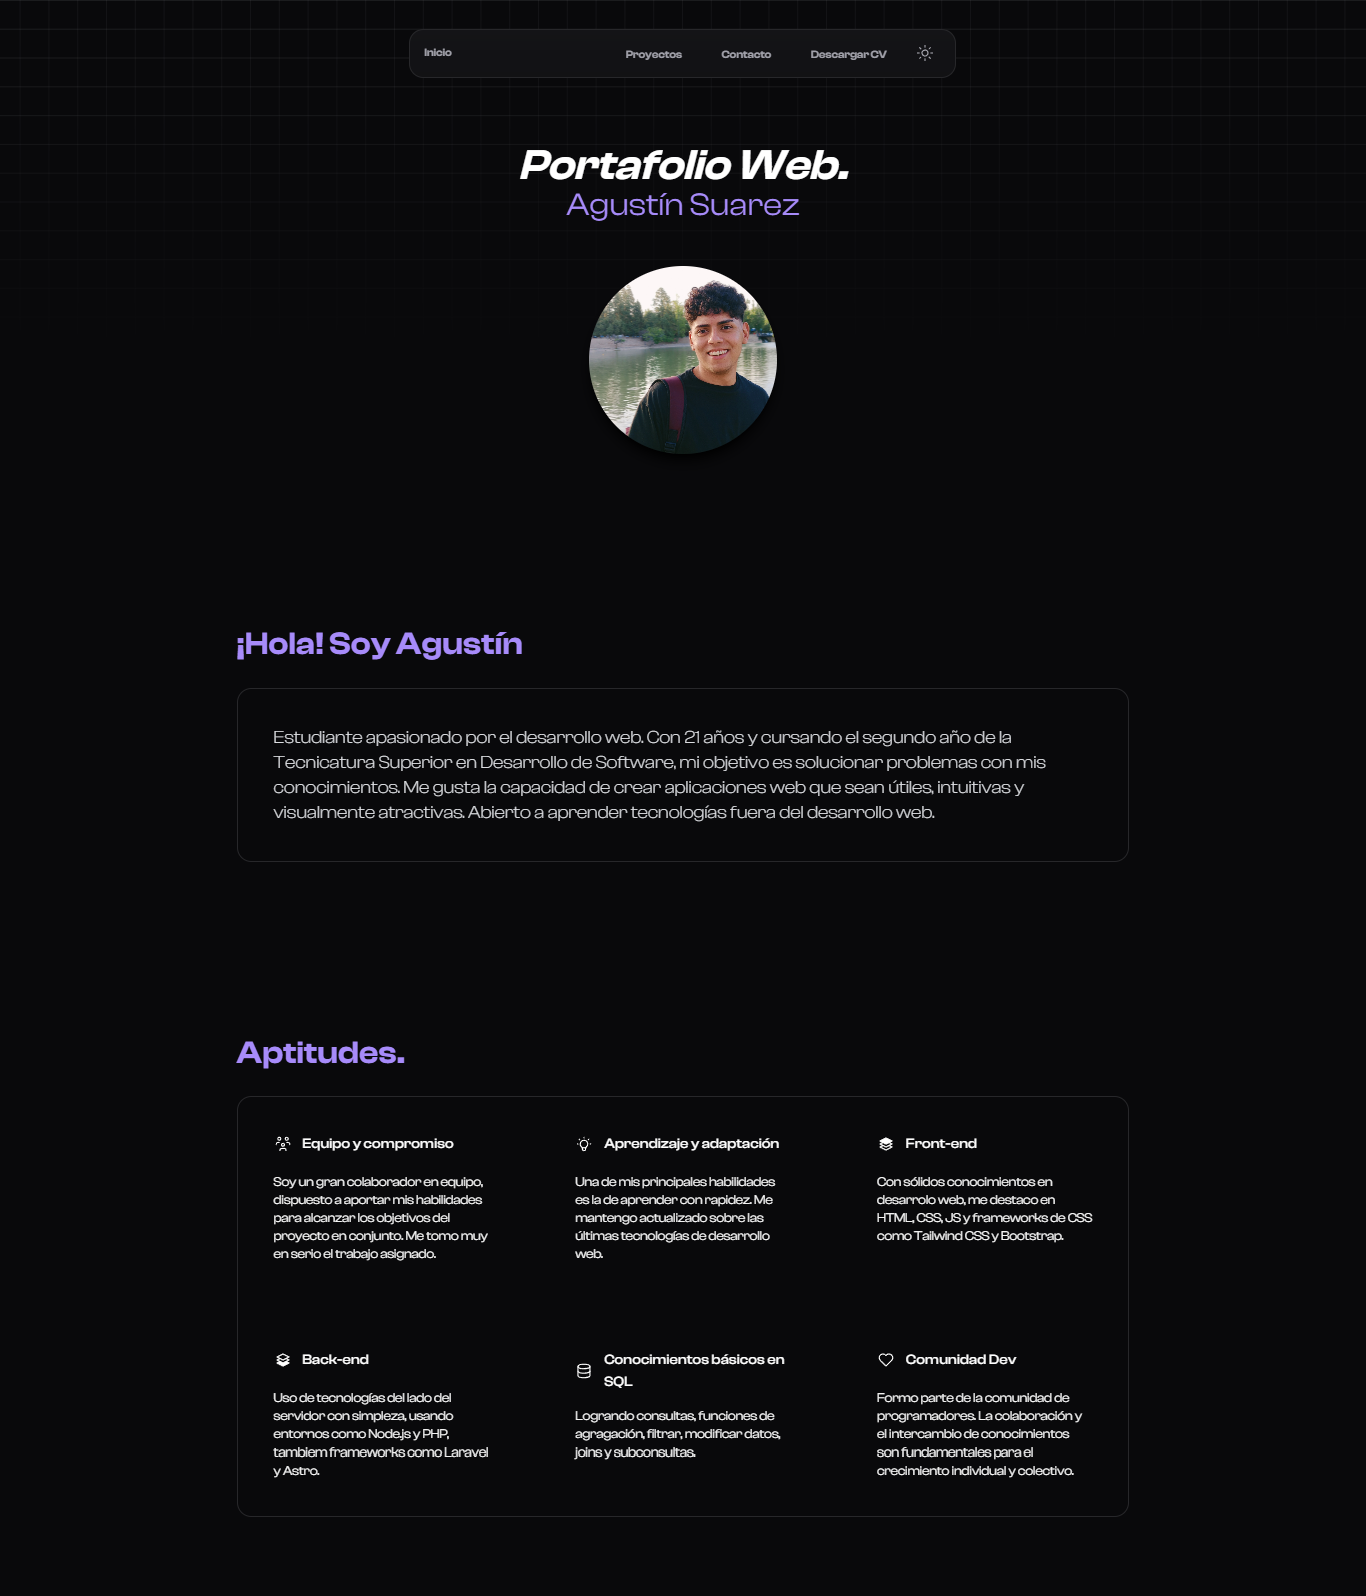 Inicio
Proyectos
Contacto
Descargar CV
Portafolio Web.
Agustín Suarez
¡Hola! Soy Agustín
Estudiante apasionado por el desarrollo web. Con 21 años y cursando el segundo año de la
Tecnicatura Superior en Desarrollo de Software, mi objetivo es solucionar problemas con mis
conocimientos. Me gusta la capacidad de crear aplicaciones web que sean útiles, intuitivas y
visualmente atractivas. Abierto a aprender tecnologías fuera del desarrollo web.
Aptitudes.
Equipo y compromiso
Soy un gran colaborador en equipo,
dispuesto a aportar mis habilidades
para alcanzar los objetivos del
proyecto en conjunto. Me tomo muy
en serio el trabajo asignado.
Aprendizaje y adaptación
Una de mis principales habilidades
es la de aprender con rapidez. Me
mantengo actualizado sobre las
últimas tecnologías de desarrollo
web.
Front-end
Con sólidos conocimientos en
desarrolo web, me destaco en
HTML, CSS, JS y frameworks de CSS
como Tailwind CSS y Bootstrap.
Back-end
Uso de tecnologías del lado del
servidor con simpleza, usando
entornos como Node.js y PHP,
tambiem frameworks como Laravel
y Astro.
Conocimientos básicos en
SQL
Logrando consultas, funciones de
agragación, filtrar, modificar datos,
joins y subconsultas.
Comunidad Dev
Formo parte de la comunidad de
programadores. La colaboración y
el intercambio de conocimientos
son fundamentales para el
crecimiento individual y colectivo.